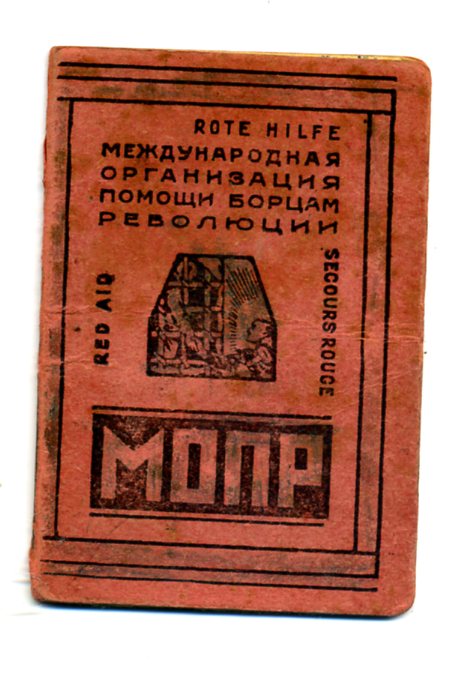 ROTE HILFE
МЕЖДУНАРОДНАЯ
ОРГАНИЗАЦИЯ
ПОМОЩИ БОРЦАМ
РЕВОЛЮЦИИ
RED AID
SECOURS ROUGE
МОПР